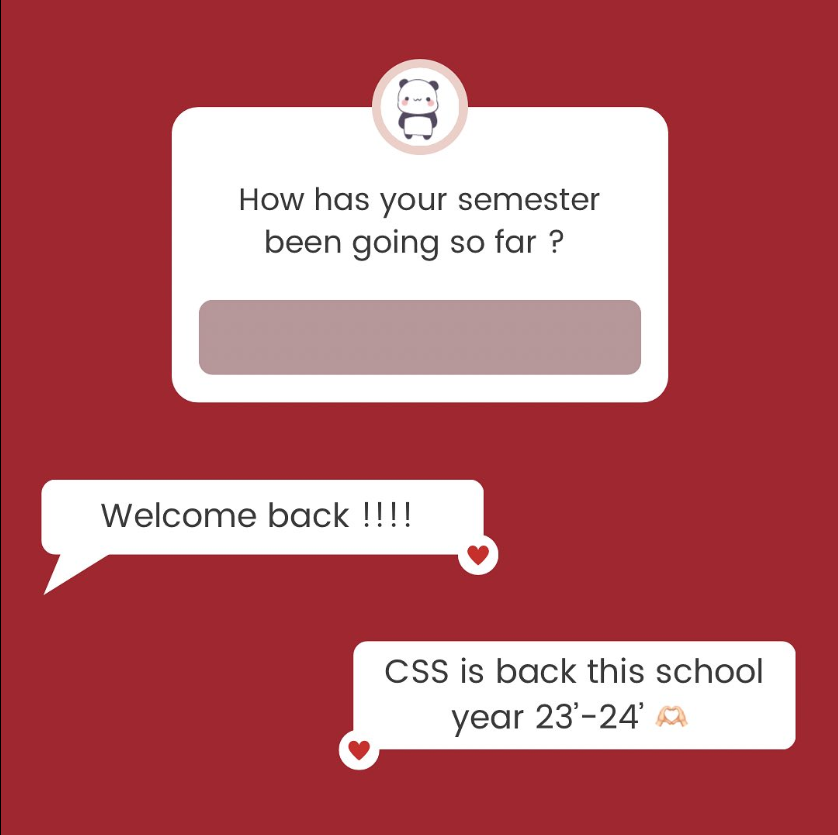 How has your semester
been going so far ?
Welcome back !!!!
CSS is back this school
year 23’-24’ 🫶🏻